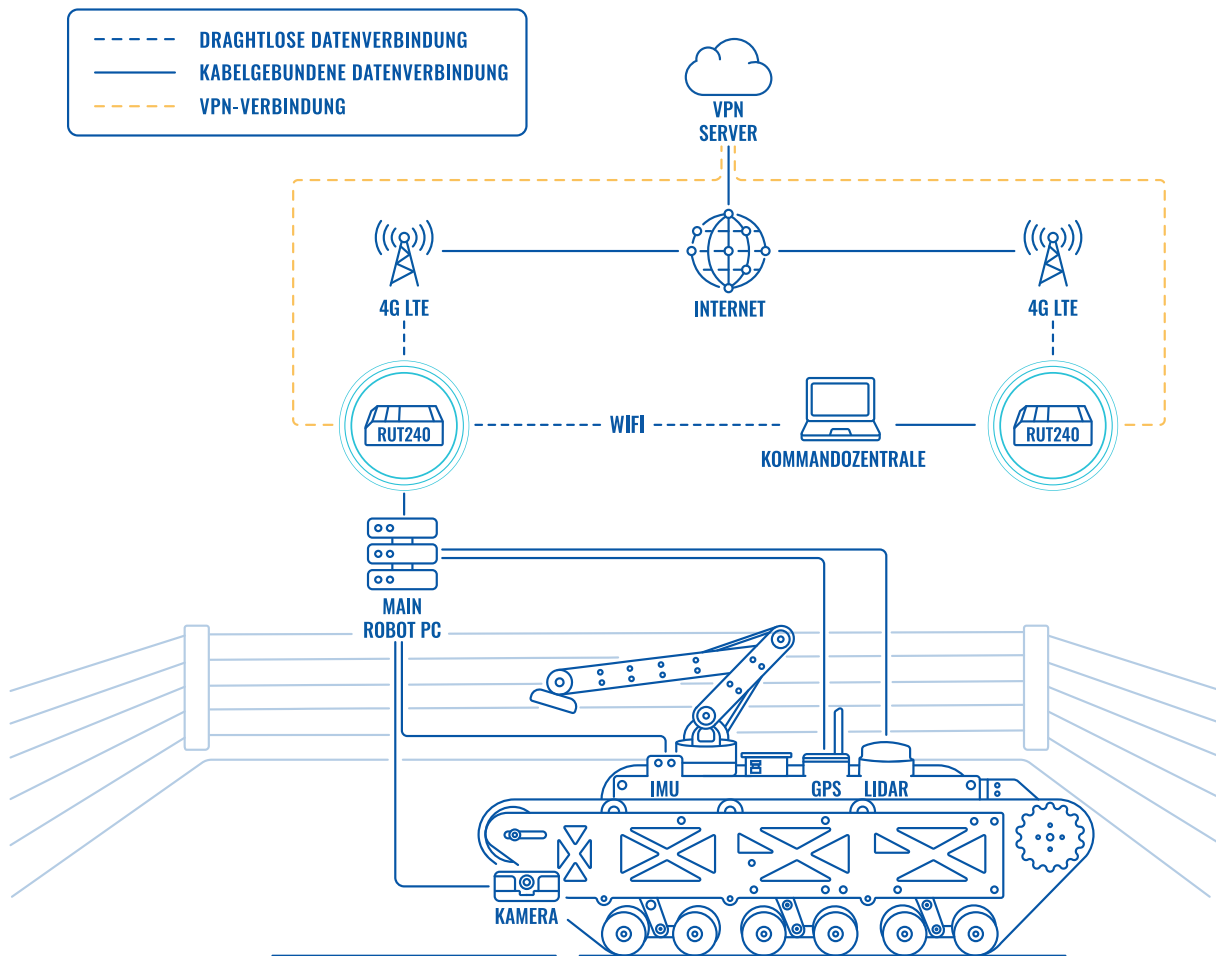 DRAGHTLOSE DATENVERBINDUNG
KABELGEBUNDENE DATENVERBINDUNG
VPN-VERBINDUNG
VPN
SERVER
4G LTE
INTERNET
4G LTE
RUT240
WIFI
KOMMANDOZENTRALE
RUT240
MAIN
ROBOT PC
IMU
GPS
LIDAR
KAMERA